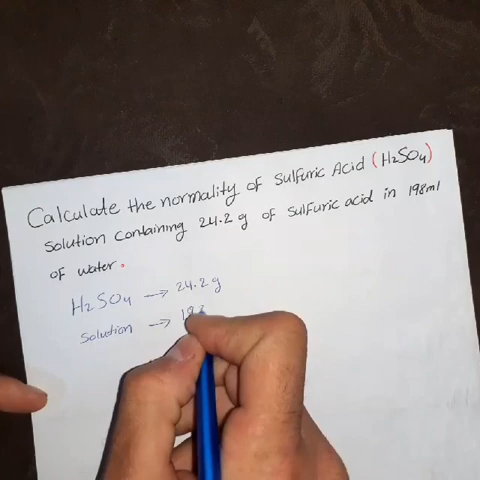 Calculate the normality of Sulfuric Acid (H2SO4)
Solution Containing 24.2 g of Sulfuric acid in 198ml
of water.
H2SO4 → 24.2 g
Solution →